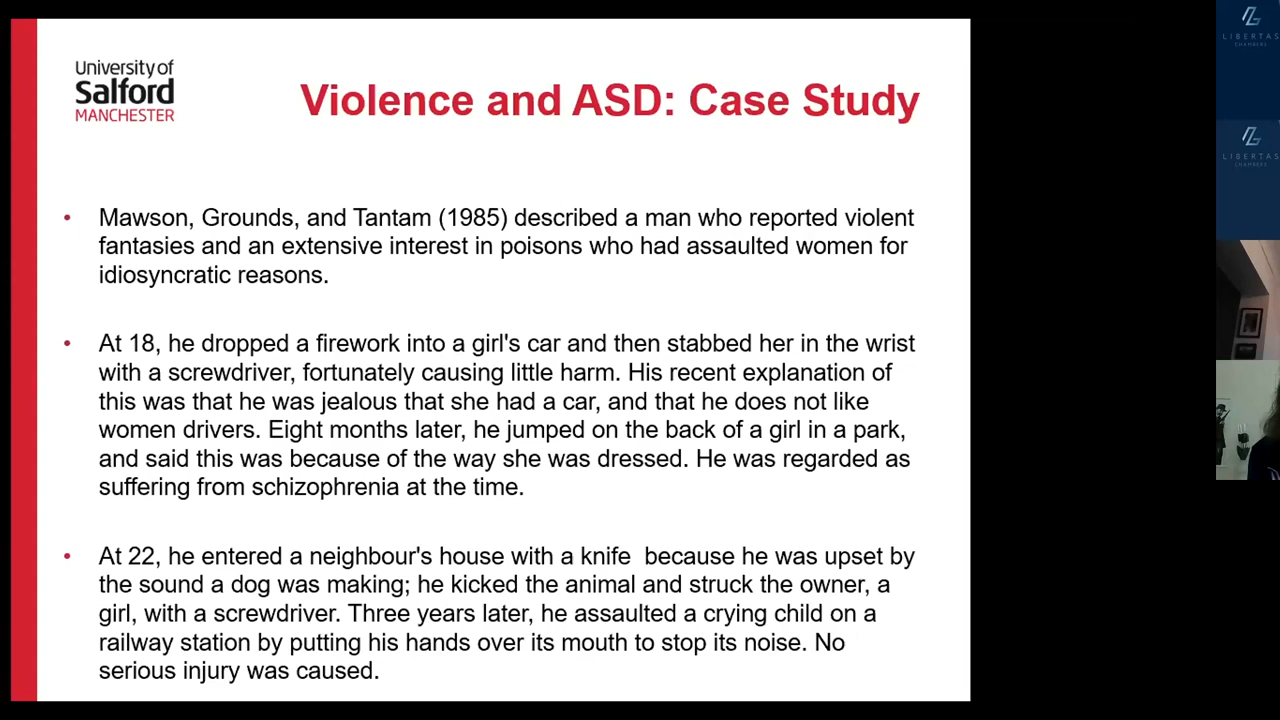 University of
Salford
MANCHESTER
Violence and ASD: Case Study
• Mawson, Grounds, and Tantam (1985) described a man who reported violent
fantasies and an extensive interest in poisons who had assaulted women for
idiosyncratic reasons.
• At 18, he dropped a firework into a girl's car and then stabbed her in the wrist
with a screwdriver, fortunately causing little harm. His recent explanation of
this was that he was jealous that she had a car, and that he does not like
women drivers. Eight months later, he jumped on the back of a girl in a park,
and said this was because of the way she was dressed. He was regarded as
suffering from schizophrenia at the time.
• At 22, he entered a neighbour's house with a knife  because he was upset by
the sound a dog was making; he kicked the animal and struck the owner, a
girl, with a screwdriver. Three years later, he assaulted a crying child on a
railway station by putting his hands over its mouth to stop its noise. No
serious injury was caused.
LIBERTAS
CHAMBERS
LIBERTAS
CHAMBERS